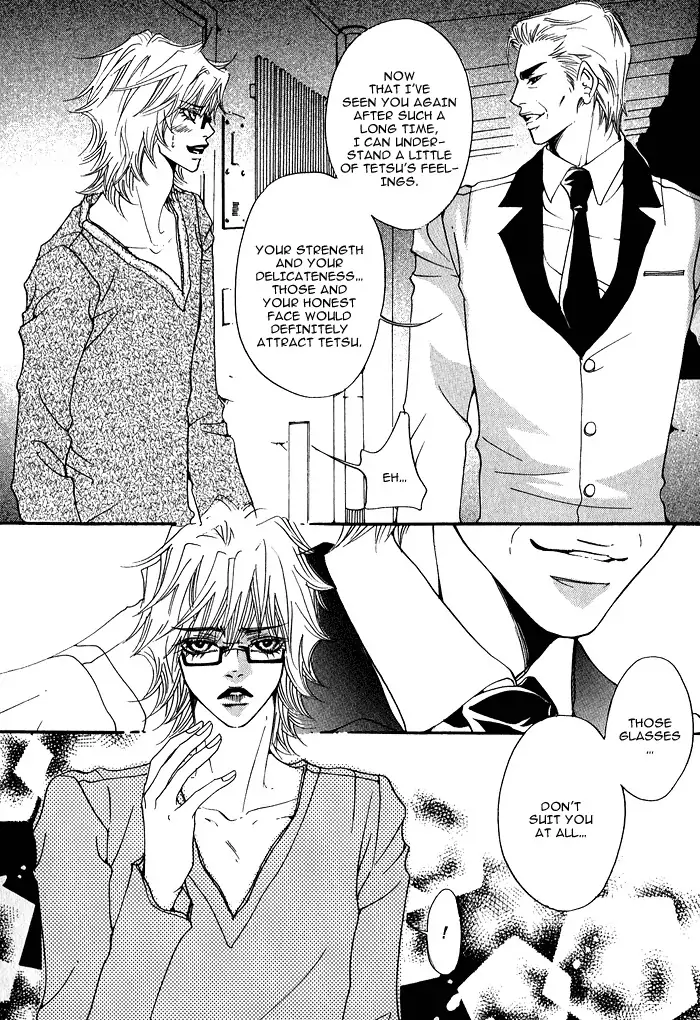 NOW
THAT I'VE
SEEN YOU AGAIN
AFTER SUCH A
LONG TIME,
I CAN UNDER-
STAND A LITTLE
OF TETSU'S FEEL-
INGS.
YOUR STRENGTH
AND YOUR
DELICATENESS...
THOSE AND
YOUR HONEST
FACE WOULD
DEFINITELY
ATTRACT TETSU.
EH...
THOSE
GLASSES
...
DON'T
SUIT YOU
AT ALL...
!